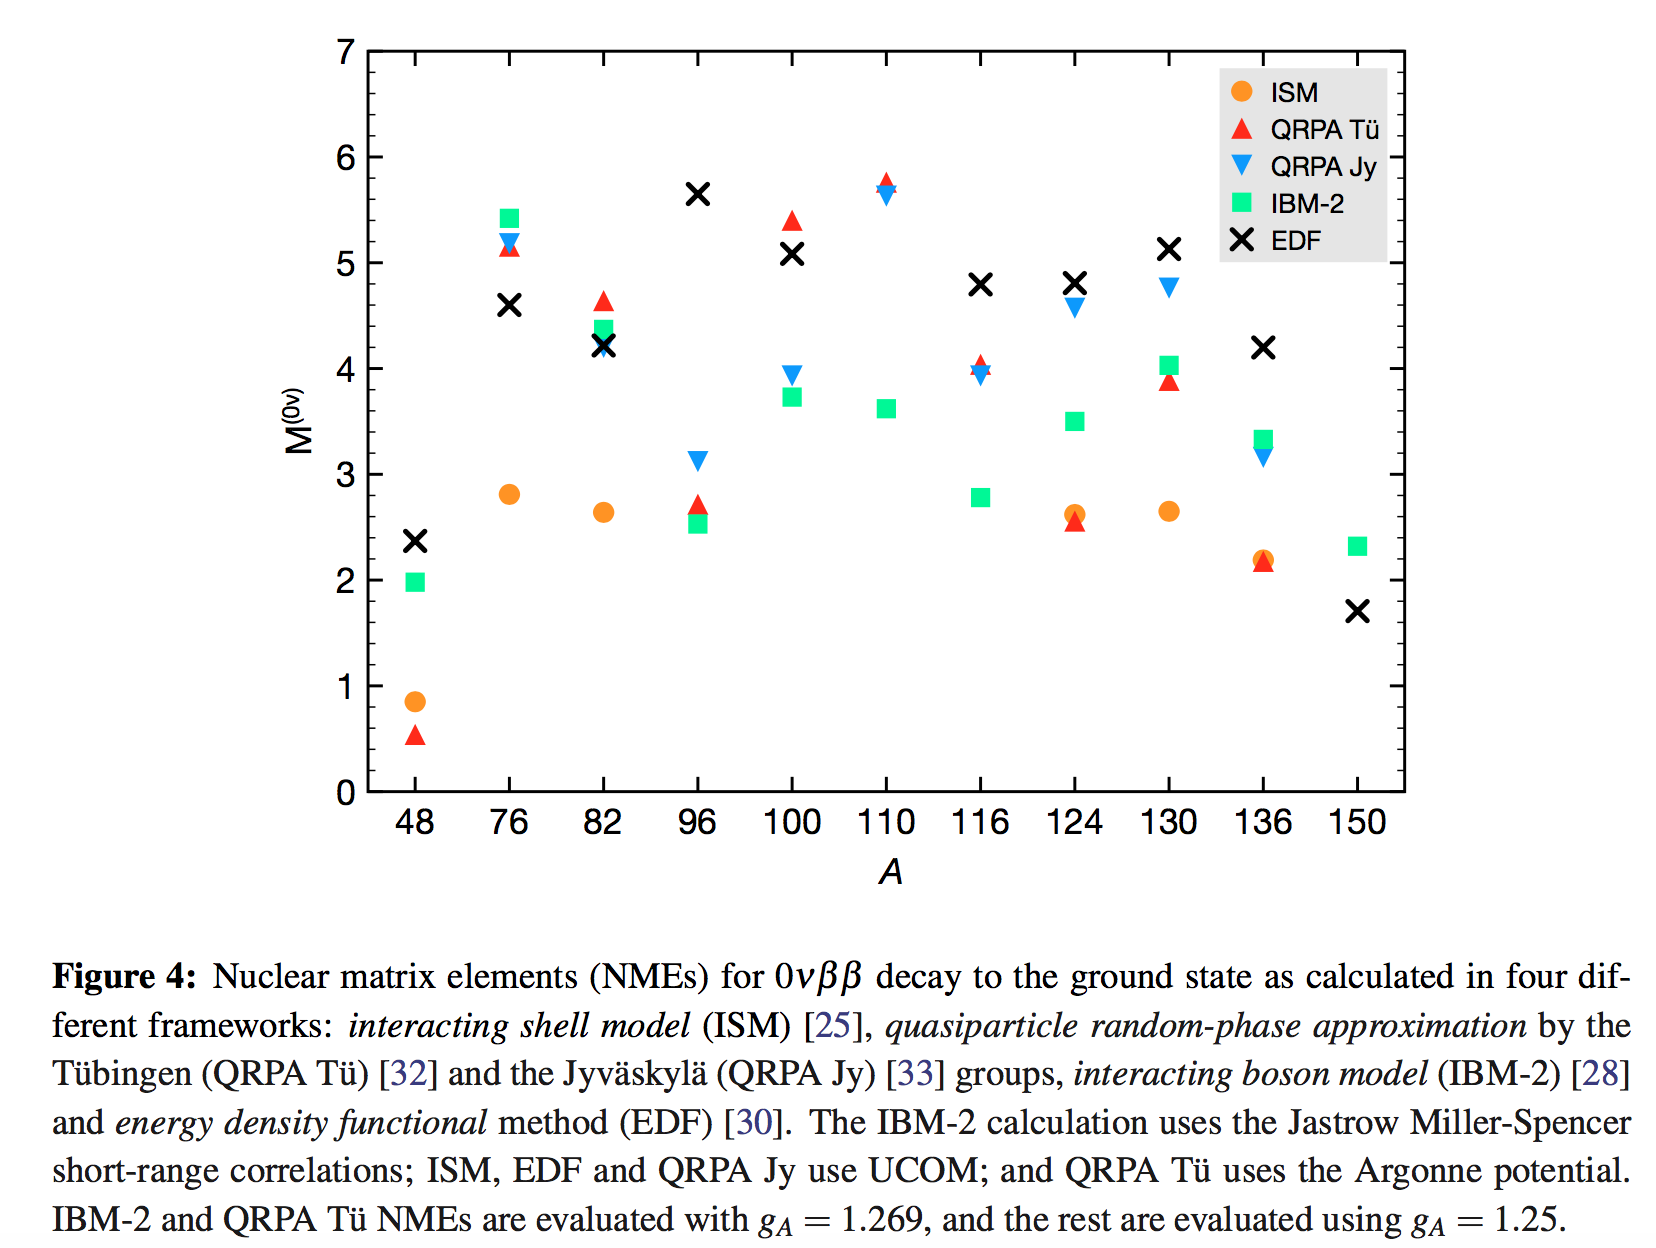 7
6
5
4
3
2
1
0
M(0ν)
ISM
QRPA Tü
QRPA Jy
IBM-2
EDF
48 76 82 96 100 110 116 124 130 136 150
A
Figure 4: Nuclear matrix elements (NMEs) for 0νββ decay to the ground state as calculated in four dif-
ferent frameworks: interacting shell model (ISM) [25], quasiparticle random-phase approximation by the
Tübingen (QRPA Tü) [32] and the Jyväskylä (QRPA Jy) [33] groups, interacting boson model (IBM-2) [28]
and energy density functional method (EDF) [30]. The IBM-2 calculation uses the Jastrow Miller-Spencer
short-range correlations; ISM, EDF and QRPA Jy use UCOM; and QRPA Tü uses the Argonne potential.
IBM-2 and QRPA Tü NMEs are evaluated with gA = 1.269, and the rest are evaluated using gA = 1.25.